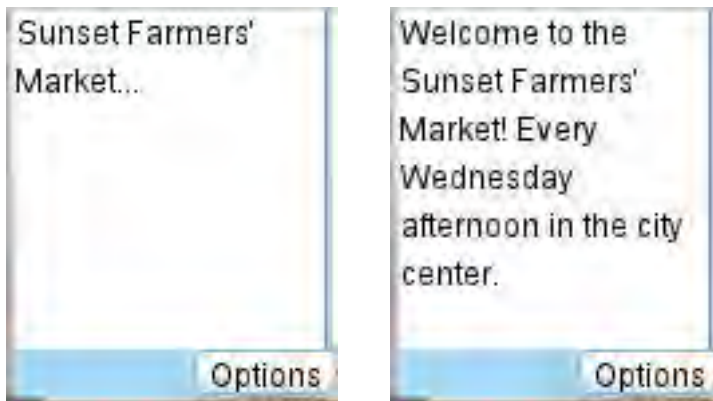 Sunset Farmers'
Market...
Options
Welcome to the
Sunset Farmers'
Market! Every
Wednesday
afternoon in the city
center.
Options